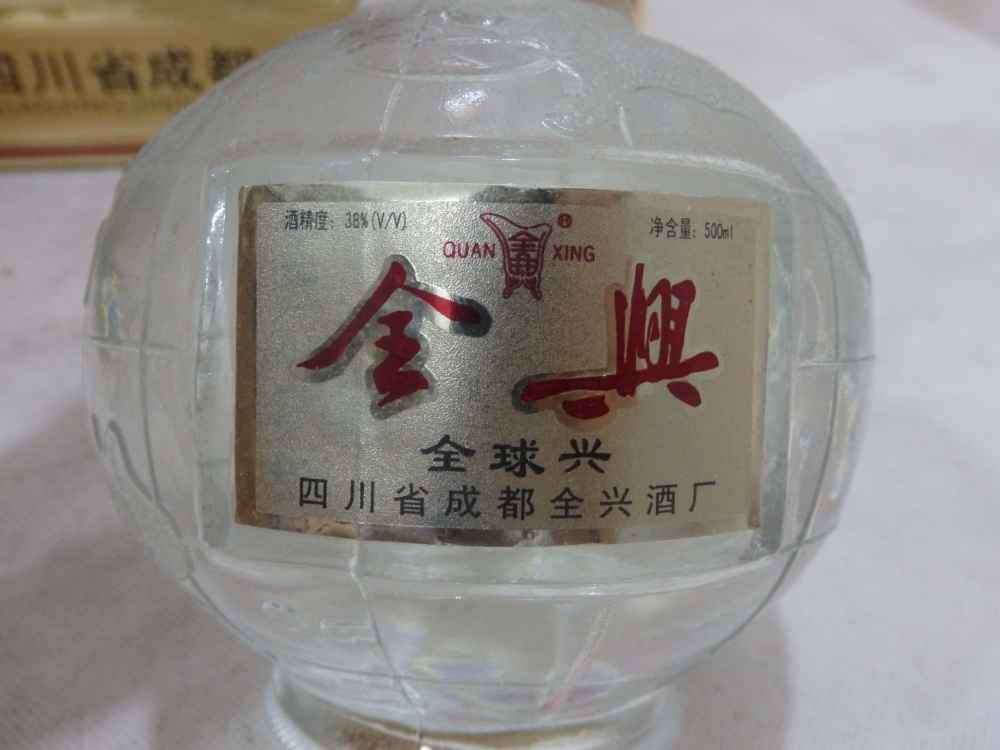 四川省成都
酒精度：38%(V/V)
净含量：500ml
QUAN XING
全興
全球兴
四川省成都全兴酒厂